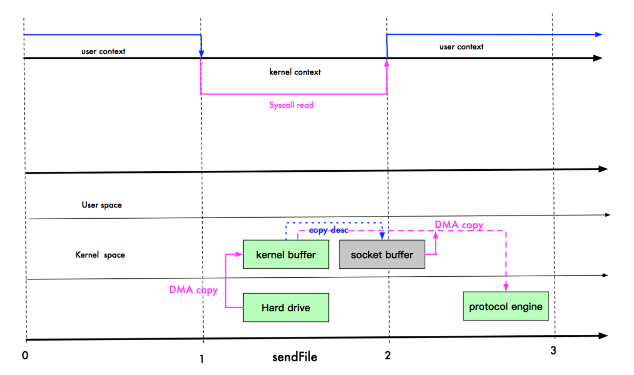 user context
user context
kernel context
Syscall read
User space
copy desc
DMA copy
Kernel space
kernel buffer
socket buffer
DMA copy
Hard drive
protocol engine
0
1
sendFile
2
3